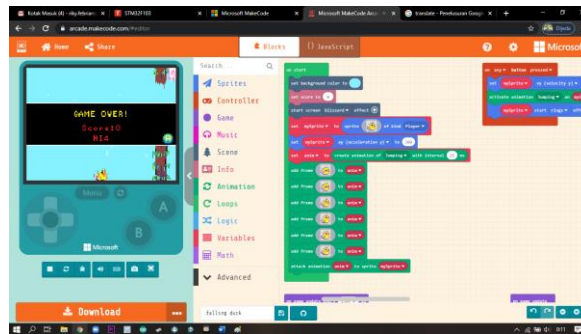 Kotak Masuk (4) - riky.febrian
STM32F103
Microsoft MakeCode
Microsoft MakeCode Arca
translate - Penelusuran Googl
arcade.makecode.com/#editor
Home
Share
Blocks
JavaScript
Microsoft
GAME OVER!
Score:0
HI4
Menu
A
B
Microsoft
Download
Search...
Sprites
Controller
Game
Music
Scene
Info
Animation
Loops
Logic
Variables
Math
Advanced
on start
set background color to
set score to
start screen blizzard effect
set mySprite to sprite of kind Player
set mySprite ay (acceleration y) to
set anim to create animation of Jumping with interval ms
add frame to anim
add frame to anim
add frame to anim
add frame to anim
add frame to anim
add frame to anim
attach animation anim to sprite mySprite
on any button pressed
set mySprite vy (velocity y)
activate animation Jumping on
mySprite start rings
falling duck